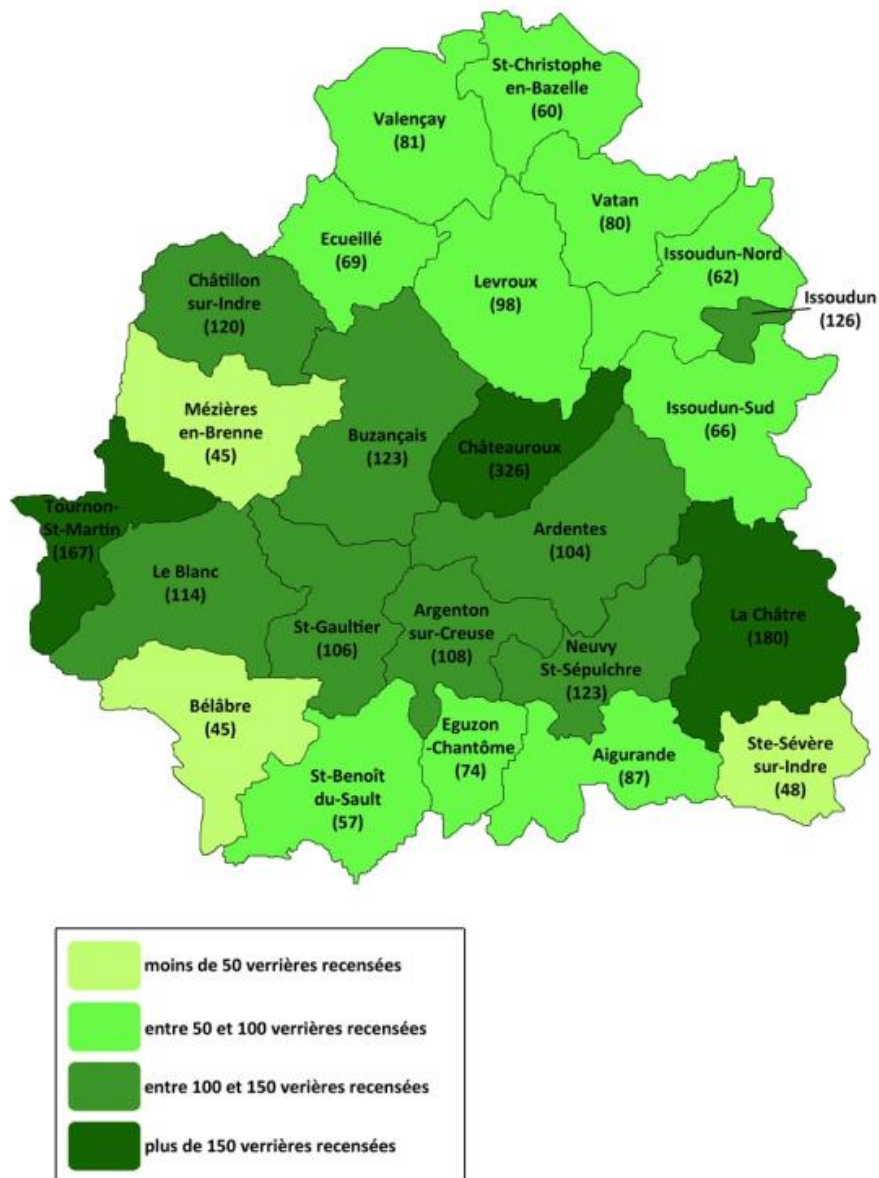 St-Christophe
en-Bazelle
(60)
Valençay
(81)
Vatan
(80)
Ecueillé
(69)
Issoudun-Nord
(62)
Levroux
(98)
Châtillon
sur-Indre
(120)
Issoudun
(126)
Mézières
en-Brenne
(45)
Buzançais
(123)
Châteauroux
(326)
Issoudun-Sud
(66)
Tournon-
St-Martin
(167)
Ardentes
(104)
Le Blanc
(114)
St-Gaultier
(106)
Argenton
sur-Creuse
(108)
Neuvy
St-Sépulchre
(123)
La Châtre
(180)
Bélâbre
(45)
Eguzon
-Chantôme
(74)
St-Benoît
du-Sault
(57)
Aigurande
(87)
Ste-Sévère
sur-Indre
(48)
moins de 50 verrières recensées
entre 50 et 100 verrières recensées
entre 100 et 150 verières recensées
plus de 150 verrières recensées